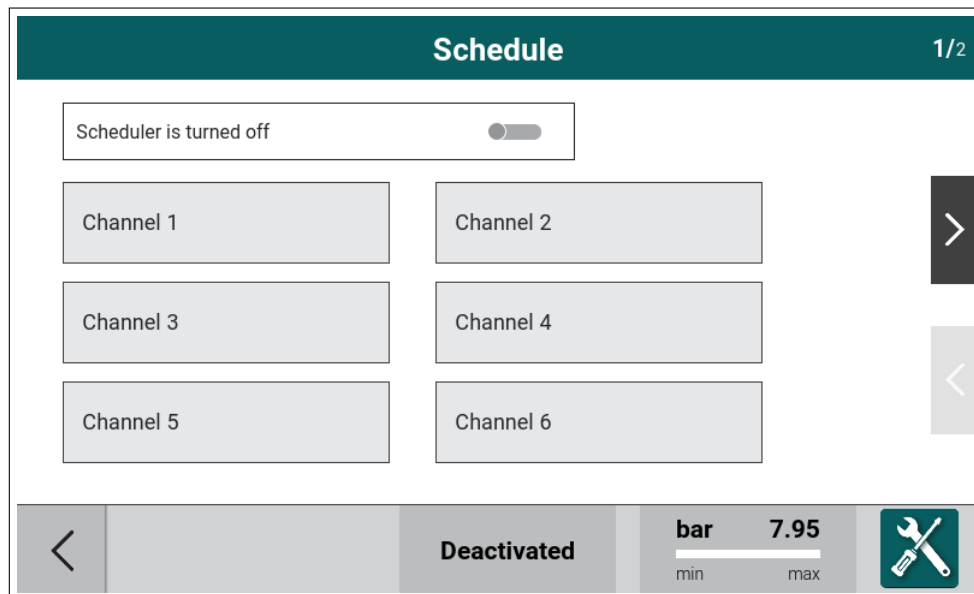 Schedule
1/2
Scheduler is turned off
Channel 1
Channel 2
Channel 3
Channel 4
Channel 5
Channel 6
Deactivated
bar 7.95
min max